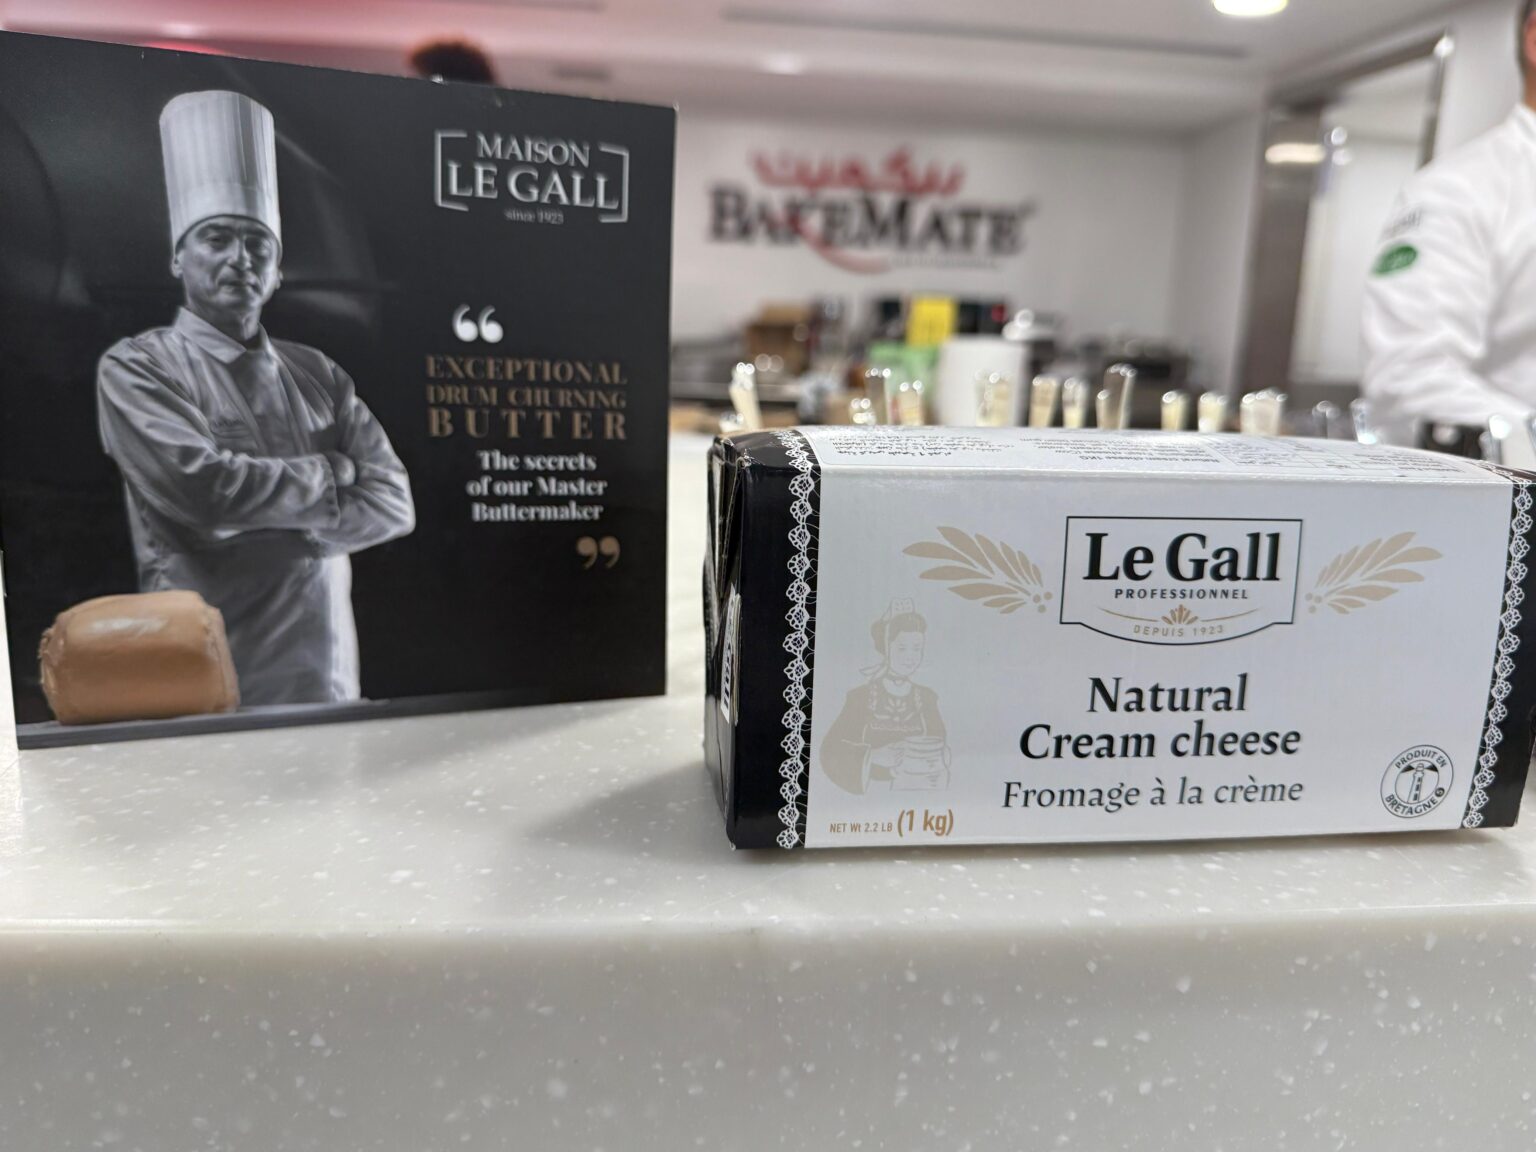 MAISON
LE GALL
since 1923
“
EXCEPTIONAL
DRUM CHURNING
BUTTER
The secrets
of our Master
Buttermaker
”
بيكميت
BAKEMATE
Le Gall
PROFESSIONNEL
DEPUIS 1923
Natural
Cream cheese
Fromage à la crème
NET Wt 2.2 LB (1 kg)
PRODUIT EN
BRETAGNE